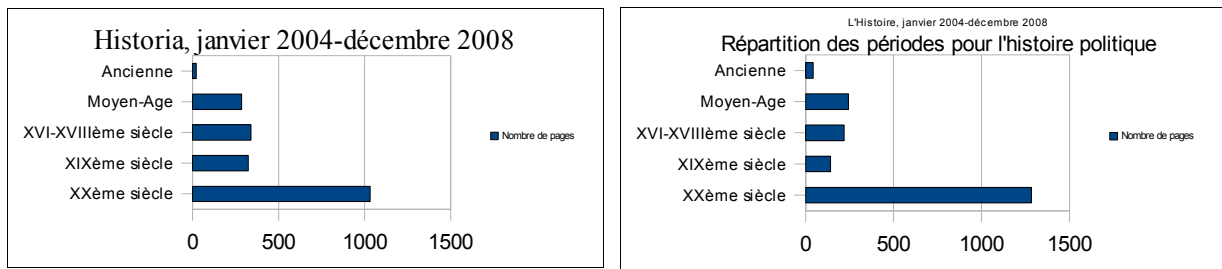 Historia, janvier 2004-décembre 2008
Ancienne
Moyen-Age
XVI-XVIIIème siècle
XIXème siècle
XXème siècle
0 500 1000 1500
Nombre de pages
L'Histoire, janvier 2004-décembre 2008
Répartition des périodes pour l'histoire politique
Ancienne
Moyen-Age
XVI-XVIIIème siècle
XIXème siècle
XXème siècle
0 500 1000 1500
Nombre de pages